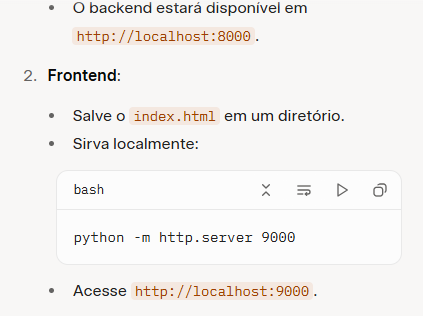 O backend estará disponível em
http://localhost:8000.
2. Frontend:
Salve o index.html em um diretório.
Sirva localmente:
bash
python -m http.server 9000
Acesse http://localhost:9000.